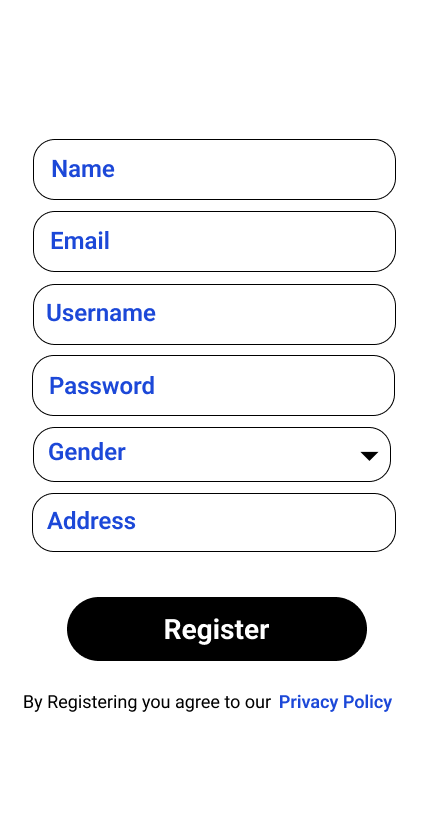 Name
Email
Username
Password
Gender
Address
Register
By Registering you agree to our Privacy Policy